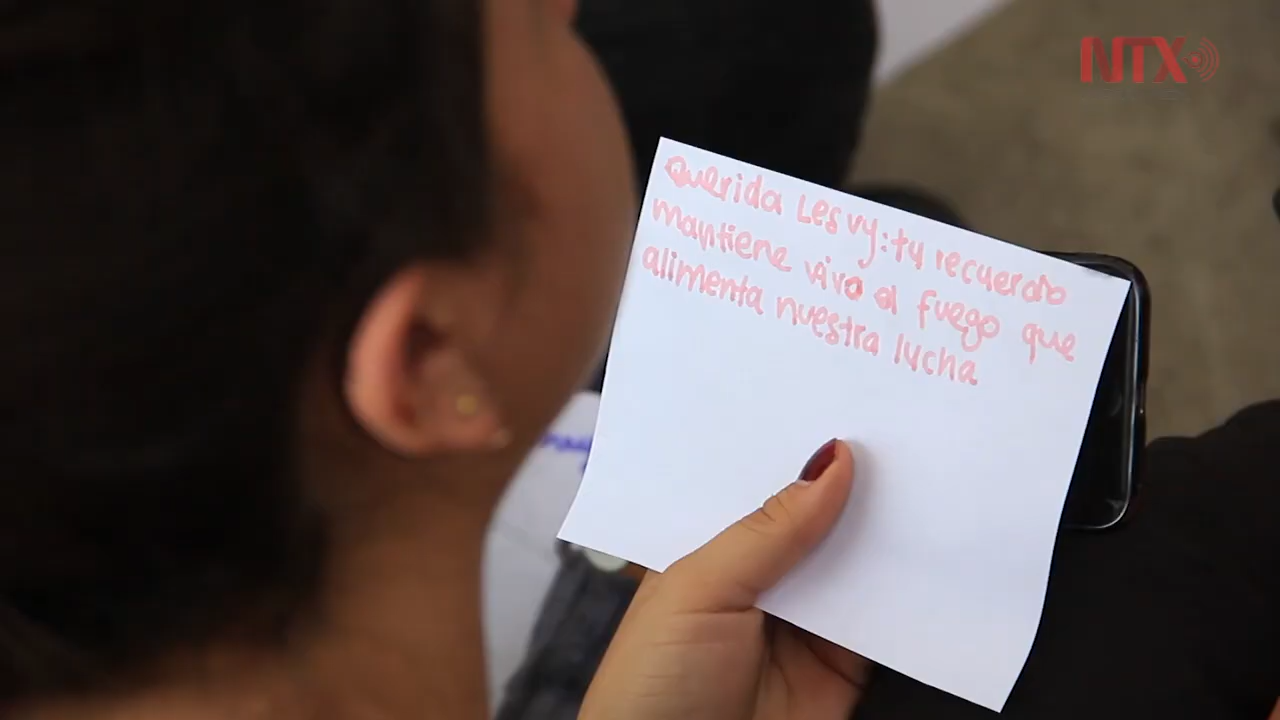 NTX
Querida Lesvy: tu recuerdo
mantiene vivo el fuego que
alimenta nuestra lucha